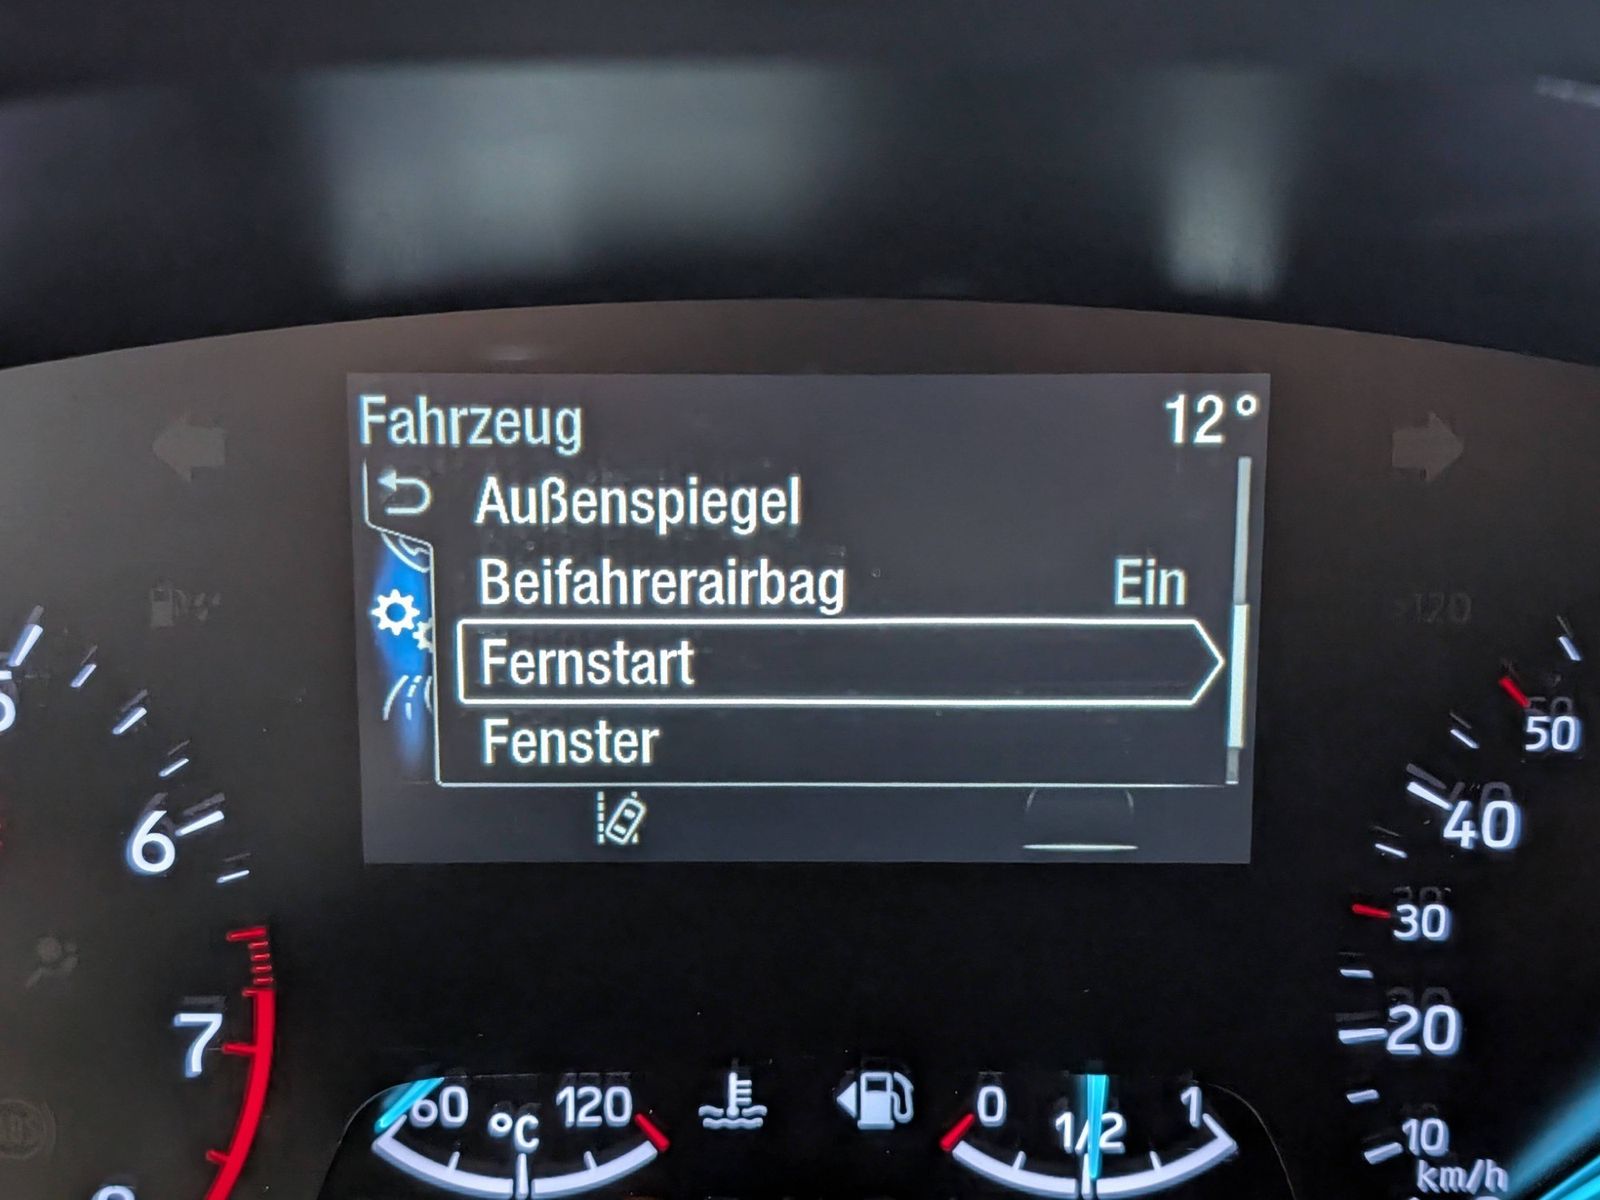 Fahrzeug 12°
Außenspiegel
Beifahrerairbag Ein
Fernstart
Fenster
50
6 40
30
7 20
60 °C 120 0 1/2 1 10
km/h